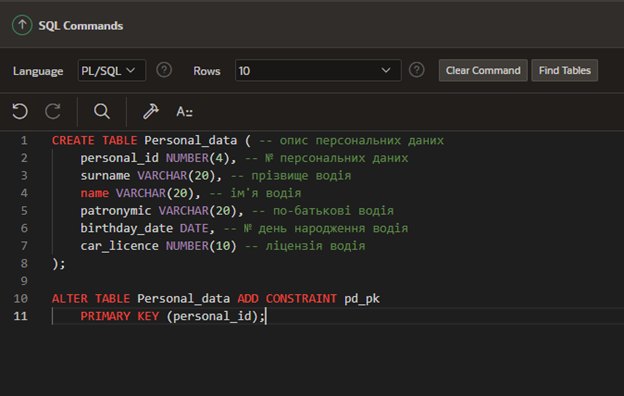 SQL Commands
Language PL/SQL Rows 10 Clear Command Find Tables
A::
1 CREATE TABLE Personal_data ( -- опис персональних даних
2 personal_id NUMBER(4), -- № персональних даних
3 surname VARCHAR(20), -- прізвище водія
4 name VARCHAR(20), -- ім'я водія
5 patronymic VARCHAR(20), -- по-батькові водія
6 birthday_date DATE, -- № день народження водія
7 car_licence NUMBER(10) -- ліцензія водія
8 );
9
10 ALTER TABLE Personal_data ADD CONSTRAINT pd_pk
11 PRIMARY KEY (personal_id);